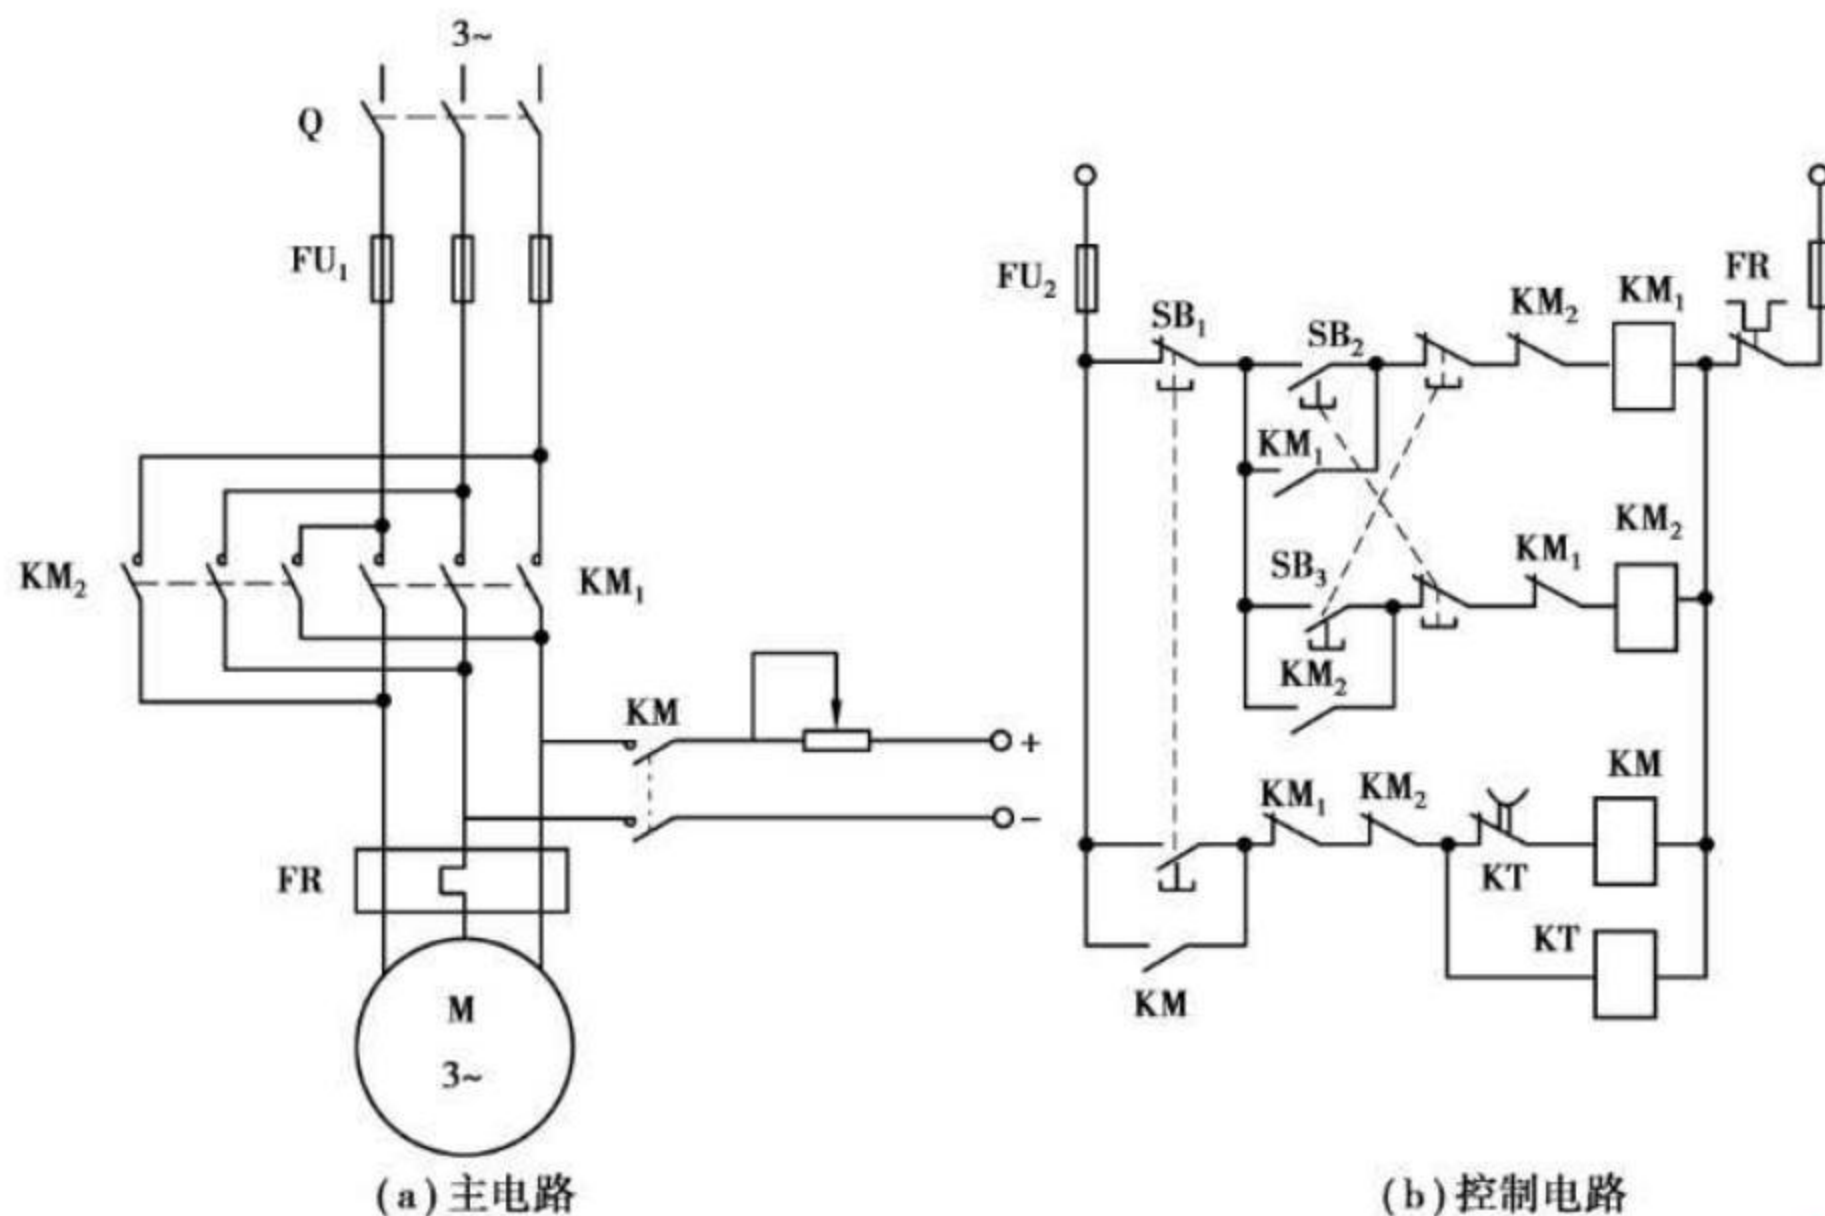 3~
Q
FU₁
KM₂
KM₁
KM
+
−
FR
M
3~
(a)主电路
FU₂
SB₁
SB₂
KM₂
KM₁
FR
KM₁
SB₃
KM₁
KM₂
KM₂
KM₁
KM₂
KT
KM
KT
KM
(b)控制电路